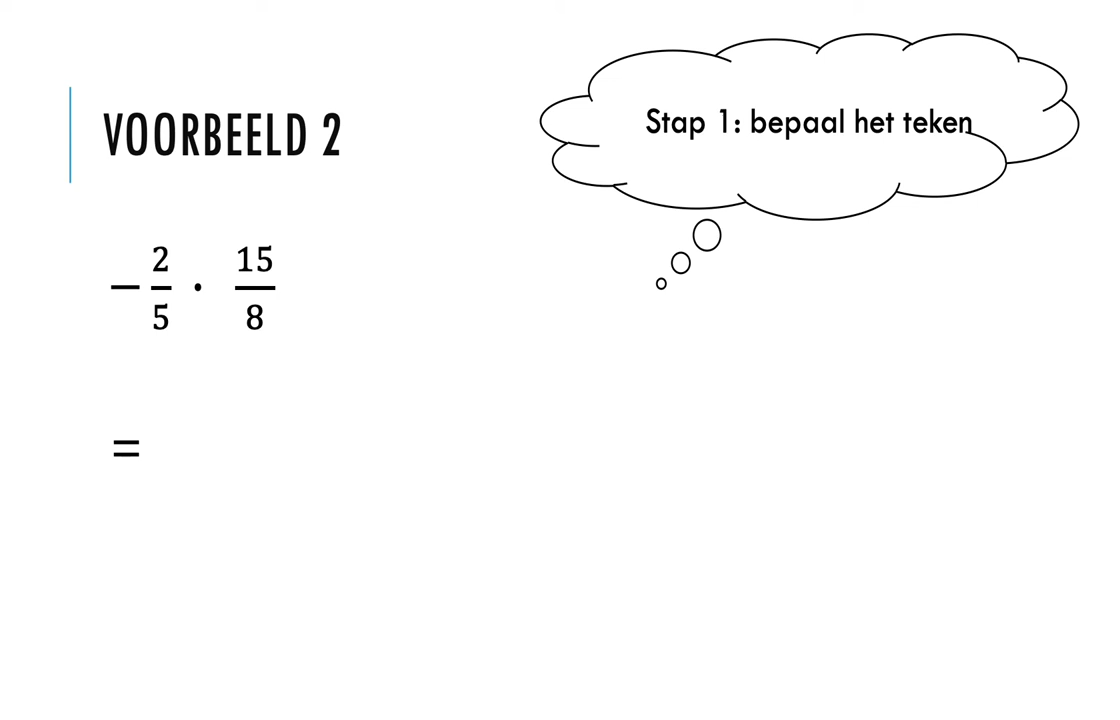 VOORBEELD 2
Stap 1: bepaal het teken
− 2/5 · 15/8
=